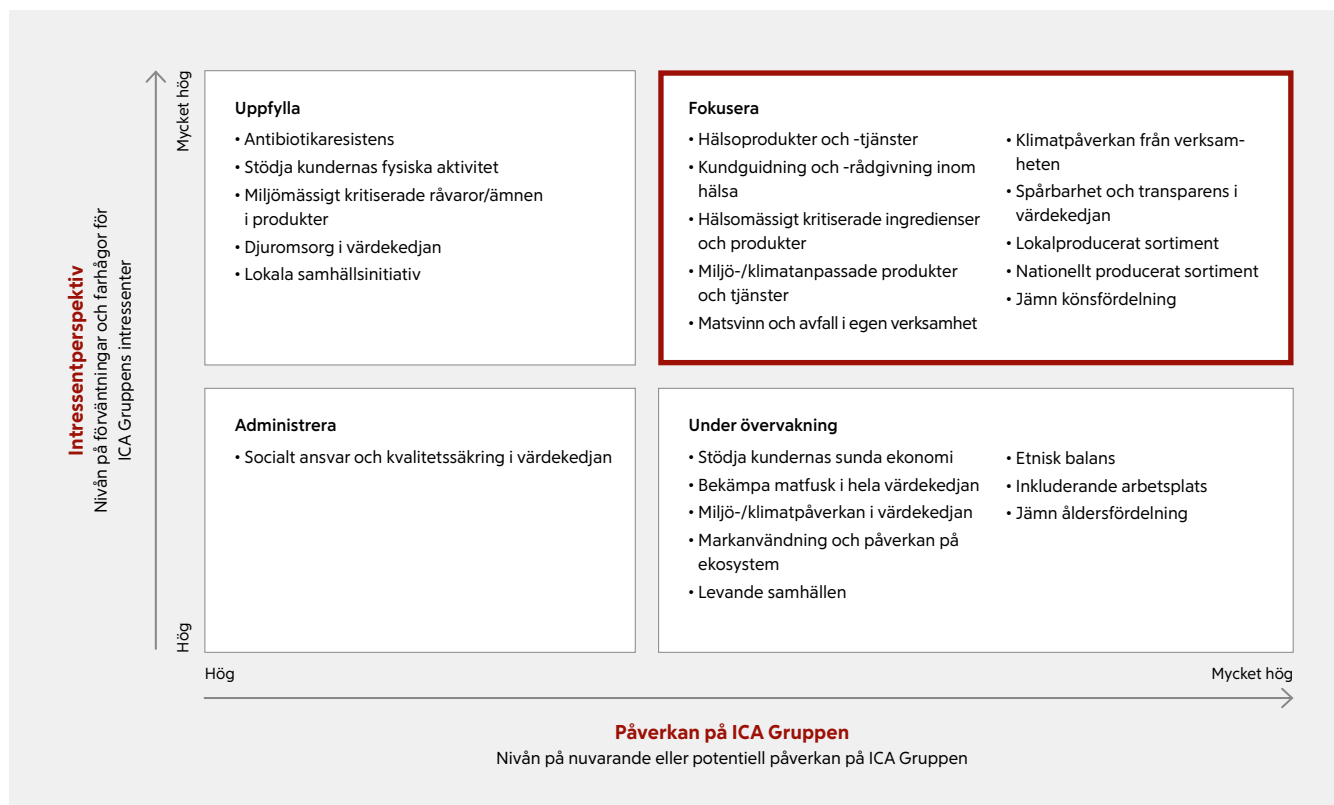 Intressentperspektiv
Nivån på förväntningar och farhågor för
ICA Gruppens intressenter
Mycket hög
Hög
Uppfylla
• Antibiotikaresistens
• Stödja kundernas fysiska aktivitet
• Miljömässigt kritiserade råvaror/ämnen
i produkter
• Djuromsorg i värdekedjan
• Lokala samhällsinitiativ
Fokusera
• Hälsoprodukter och -tjänster
• Kundguidning och -rådgivning inom
hälsa
• Hälsomässigt kritiserade ingredienser
och produkter
• Miljö-/klimatanpassade produkter
och tjänster
• Matsvinn och avfall i egen verksamhet
• Klimatpåverkan från verksam-
heten
• Spårbarhet och transparens i
värdekedjan
• Lokalproducerat sortiment
• Nationellt producerat sortiment
• Jämn könsfördelning
Administrera
• Socialt ansvar och kvalitetssäkring i värdekedjan
Under övervakning
• Stödja kundernas sunda ekonomi
• Bekämpa matfusk i hela värdekedjan
• Miljö-/klimatpåverkan i värdekedjan
• Markanvändning och påverkan på
ekosystem
• Levande samhällen
• Etnisk balans
• Inkluderande arbetsplats
• Jämn åldersfördelning
Hög
Mycket hög
Påverkan på ICA Gruppen
Nivån på nuvarande eller potentiell påverkan på ICA Gruppen